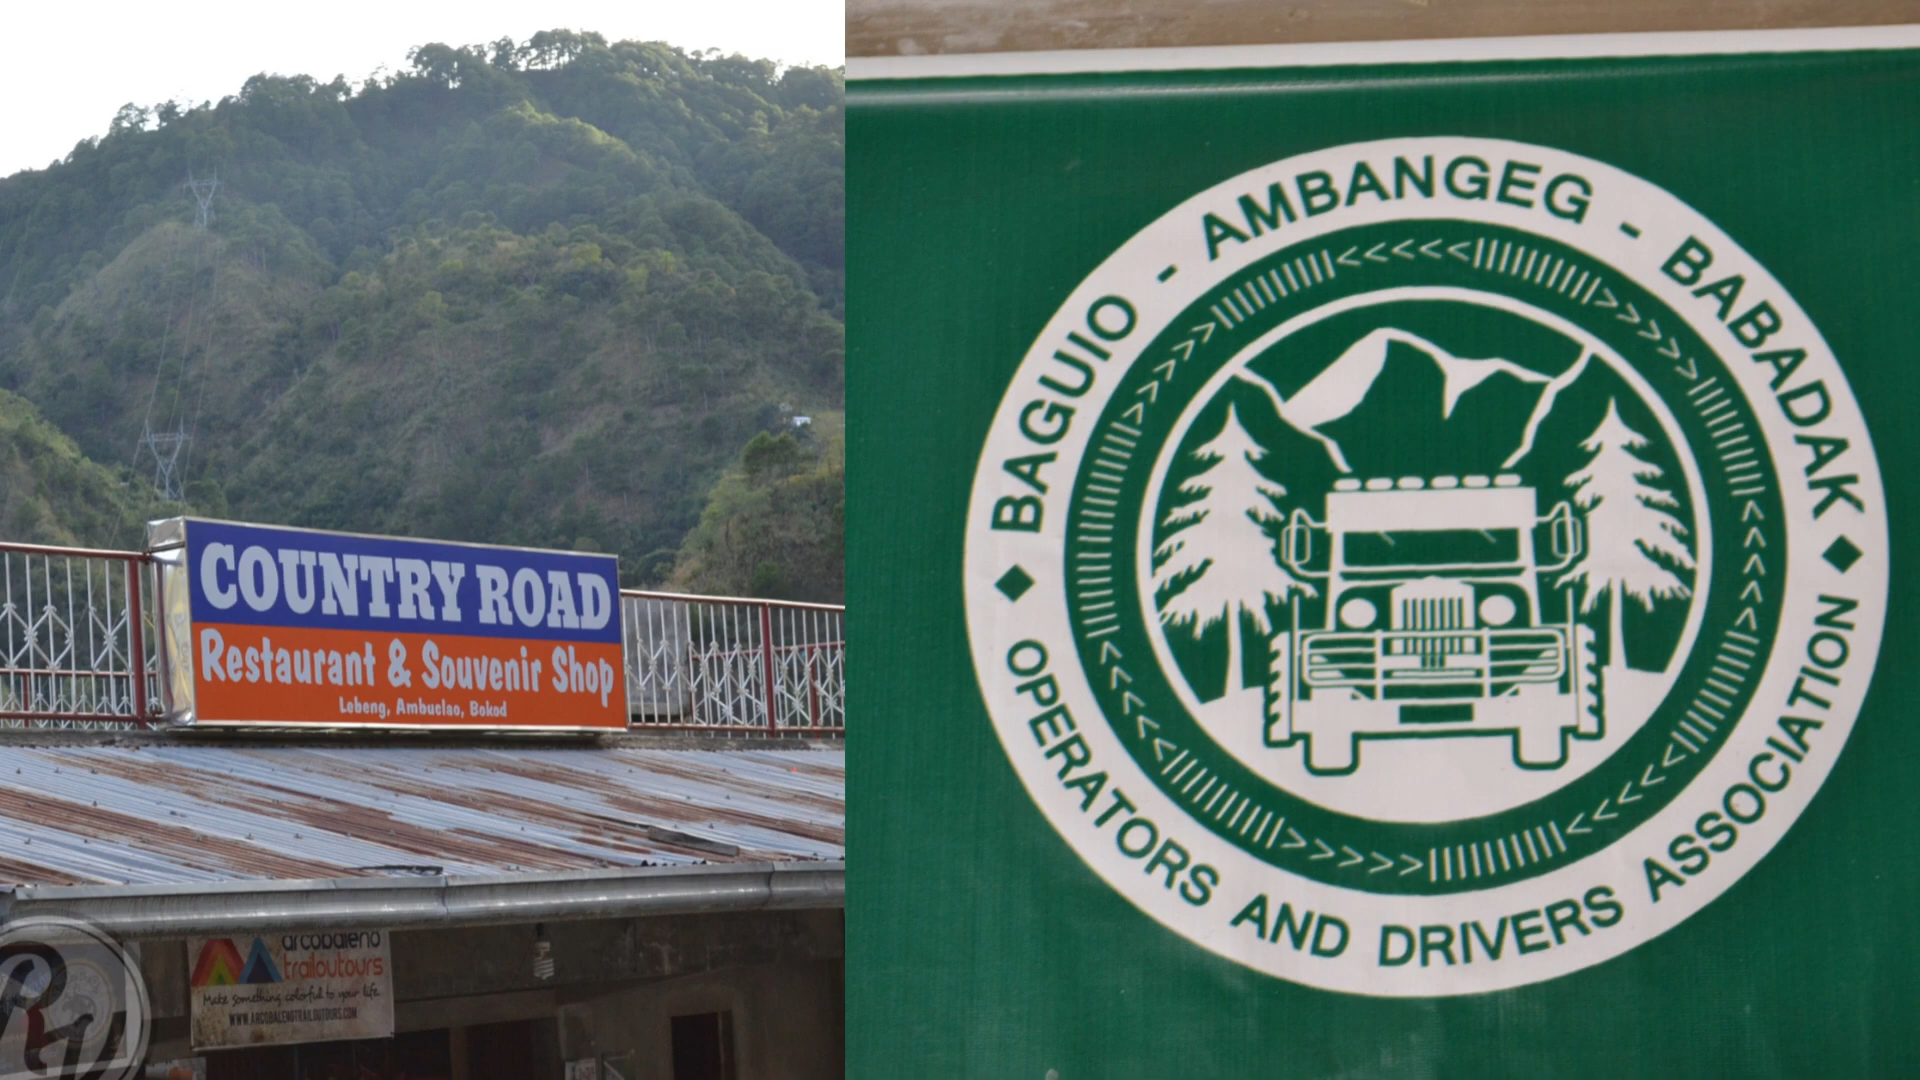 COUNTRY ROAD
Restaurant & Souvenir Shop
Lebeng, Ambuclao, Bokod
arcobaleno
trailoutours
Make something colorful to your life.
WWW.ARCOBALENOTRAILOUTOURS.COM
BAGUIO - AMBANGEG - BABADAK
OPERATORS AND DRIVERS ASSOCIATION